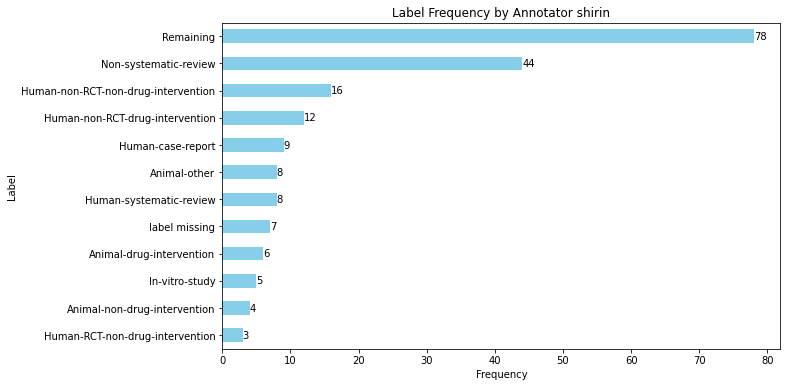 Label Frequency by Annotator shirin
Remaining 78
Non-systematic-review 44
Human-non-RCT-non-drug-intervention 16
Human-non-RCT-drug-intervention 12
Human-case-report 9
Animal-other 8
Human-systematic-review 8
label missing 7
Animal-drug-intervention 6
In-vitro-study 5
Animal-non-drug-intervention 4
Human-RCT-non-drug-intervention 3
Label
0 10 20 30 40 50 60 70 80
Frequency